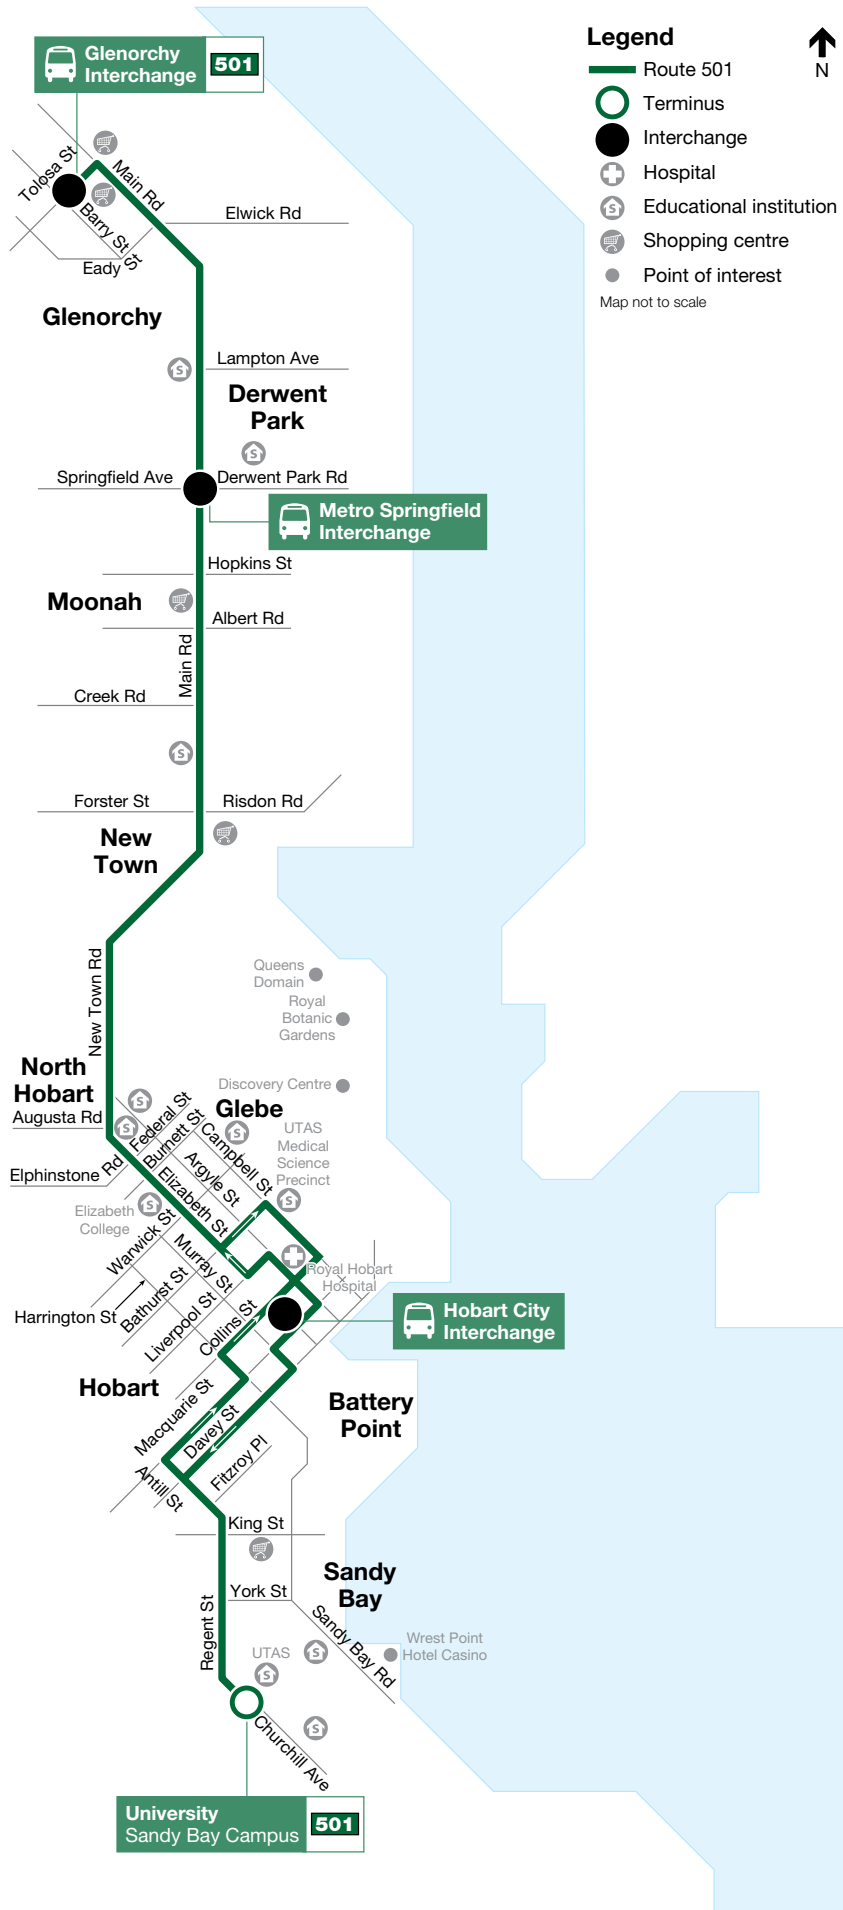 Glenorchy
Interchange
501
Legend
N
Route 501
Terminus
Interchange
Hospital
Educational institution
Shopping centre
Point of interest
Map not to scale
Tolosa St
Main Rd
Barry St
Elwick Rd
Eady St
Glenorchy
Lampton Ave
Derwent
Park
Springfield Ave
Derwent Park Rd
Metro Springfield
Interchange
Hopkins St
Moonah
Albert Rd
Main Rd
Creek Rd
Forster St
Risdon Rd
New
Town
New Town Rd
Queens
Domain
Royal
Botanic
Gardens
North
Hobart
Discovery Centre
Augusta Rd
Federal St
Glebe
Burnett St
Campbell St
UTAS
Medical
Science
Precinct
Argyle St
Elphinstone Rd
Elizabeth St
Elizabeth
College
Warwick St
Murray St
Royal Hobart
Hospital
Harrington St
Bathurst St
Liverpool St
Collins St
Hobart City
Interchange
Hobart
Macquarie St
Davey St
Battery
Point
Fitzroy Pl
Antill St
King St
Sandy
Bay
York St
Regent St
Sandy Bay Rd
UTAS
Wrest Point
Hotel Casino
Churchill Ave
University
Sandy Bay Campus
501